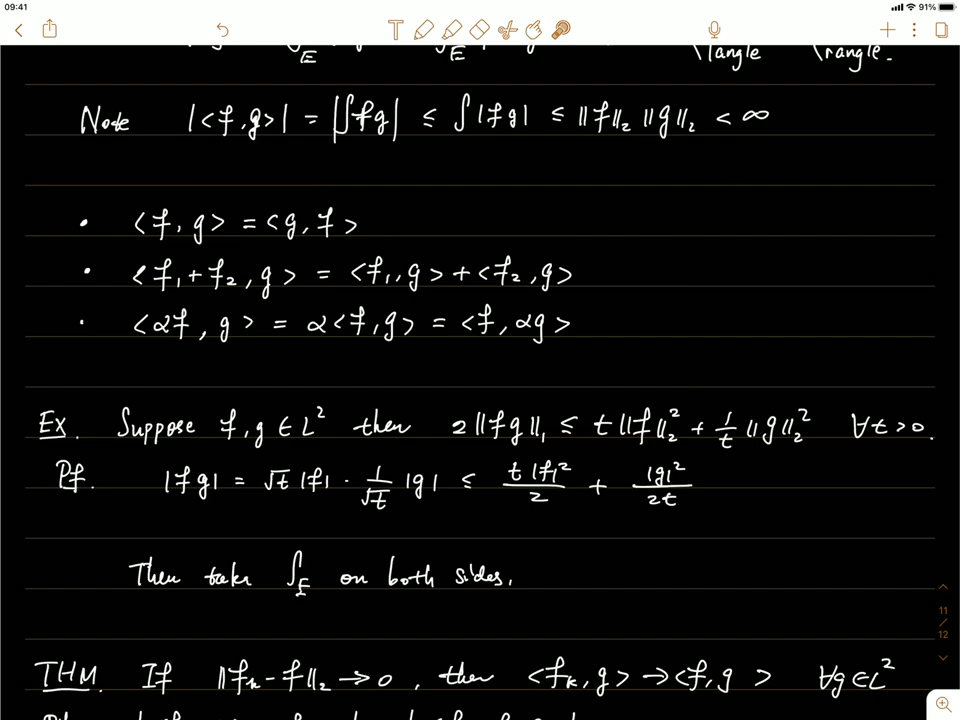 09:41 91%
\langle \rangle.
E E
Note |<f,g>| = |∫fg| ≤ ∫|fg| ≤ ||f||₂ ||g||₂ < ∞
• <f, g> = <g, f>
• <f₁+f₂, g> = <f₁, g> + <f₂, g>
• <αf, g> = α<f, g> = <f, αg>
Ex. Suppose f, g ∈ L² then 2||fg||₁ ≤ t||f||₂² + 1/t ||g||₂² ∀t>0.
Pf. |fg| = √t |f| · 1/√t |g| ≤ t|f|²/2 + |g|²/2t
Then take ∫_E on both sides.
11
/
12
THM. If ||fₖ - f||₂ → 0, then <fₖ, g> → <f, g> ∀g∈L²